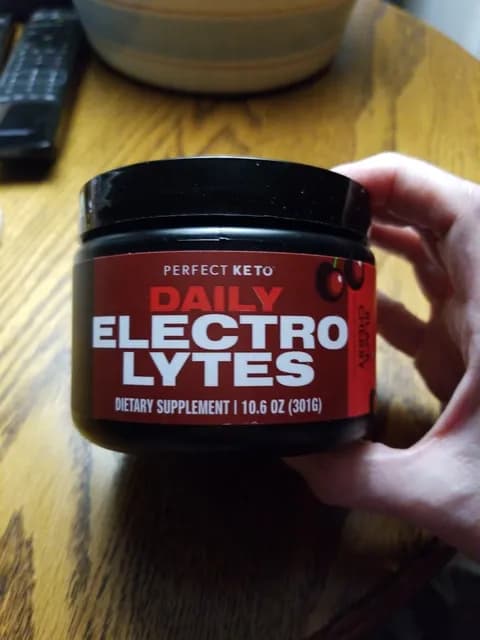 PERFECT KETO
DAILY
ELECTRO
LYTES
DIETARY SUPPLEMENT | 10.6 OZ (301G)